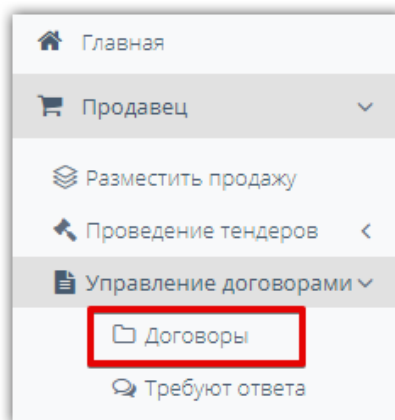 Главная
Продавец
Разместить продажу
Проведение тендеров
Управление договорами
Договоры
Требуют ответа